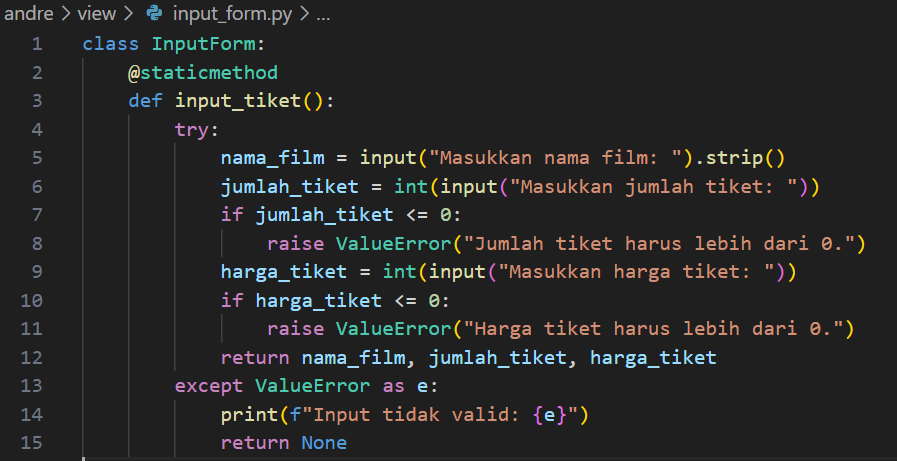 andre > view > input_form.py > ...
1 class InputForm:
2     @staticmethod
3     def input_tiket():
4         try:
5             nama_film = input("Masukkan nama film: ").strip()
6             jumlah_tiket = int(input("Masukkan jumlah tiket: "))
7             if jumlah_tiket <= 0:
8                 raise ValueError("Jumlah tiket harus lebih dari 0.")
9             harga_tiket = int(input("Masukkan harga tiket: "))
10             if harga_tiket <= 0:
11                 raise ValueError("Harga tiket harus lebih dari 0.")
12             return nama_film, jumlah_tiket, harga_tiket
13         except ValueError as e:
14             print(f"Input tidak valid: {e}")
15             return None